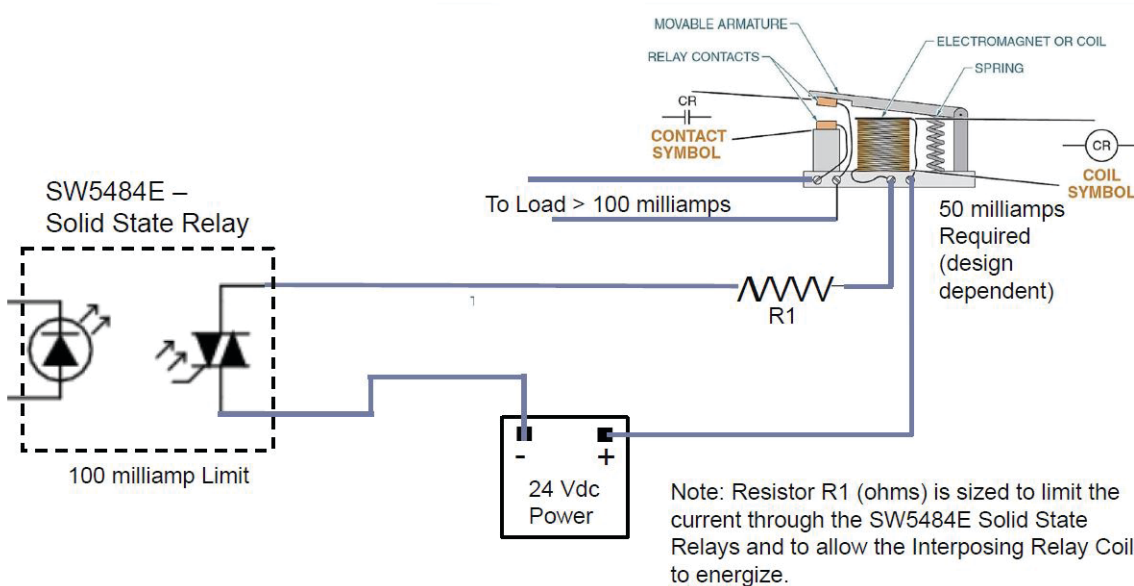 MOVABLE ARMATURE
ELECTROMAGNET OR COIL
RELAY CONTACTS
SPRING
CR
CONTACT
SYMBOL
CR
COIL
SYMBOL
SW5484E –
Solid State Relay
To Load > 100 milliamps
50 milliamps
Required
(design
dependent)
R1
100 milliamp Limit
- +
24 Vdc
Power
Note: Resistor R1 (ohms) is sized to limit the
current through the SW5484E Solid State
Relays and to allow the Interposing Relay Coil
to energize.